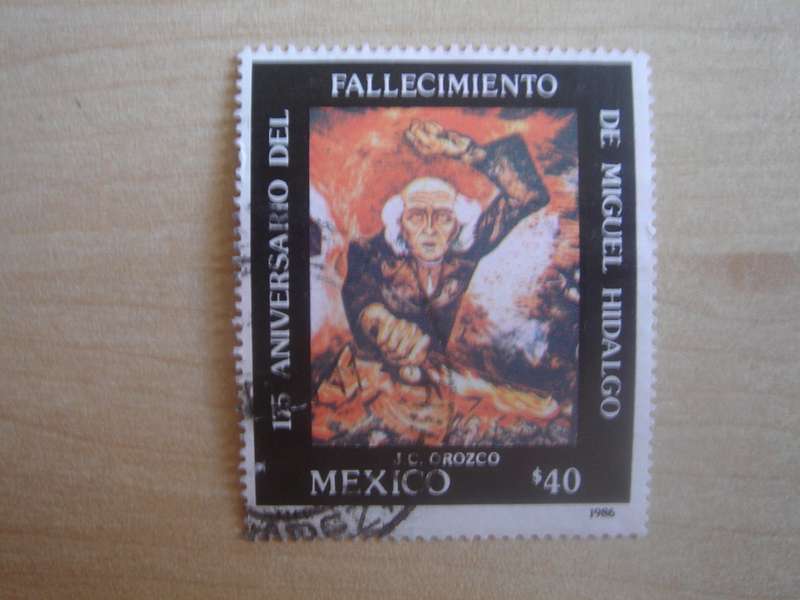 175 ANIVERSARIO DEL
FALLECIMIENTO
DE MIGUEL HIDALGO
J.C. OROZCO
MEXICO $40
1986